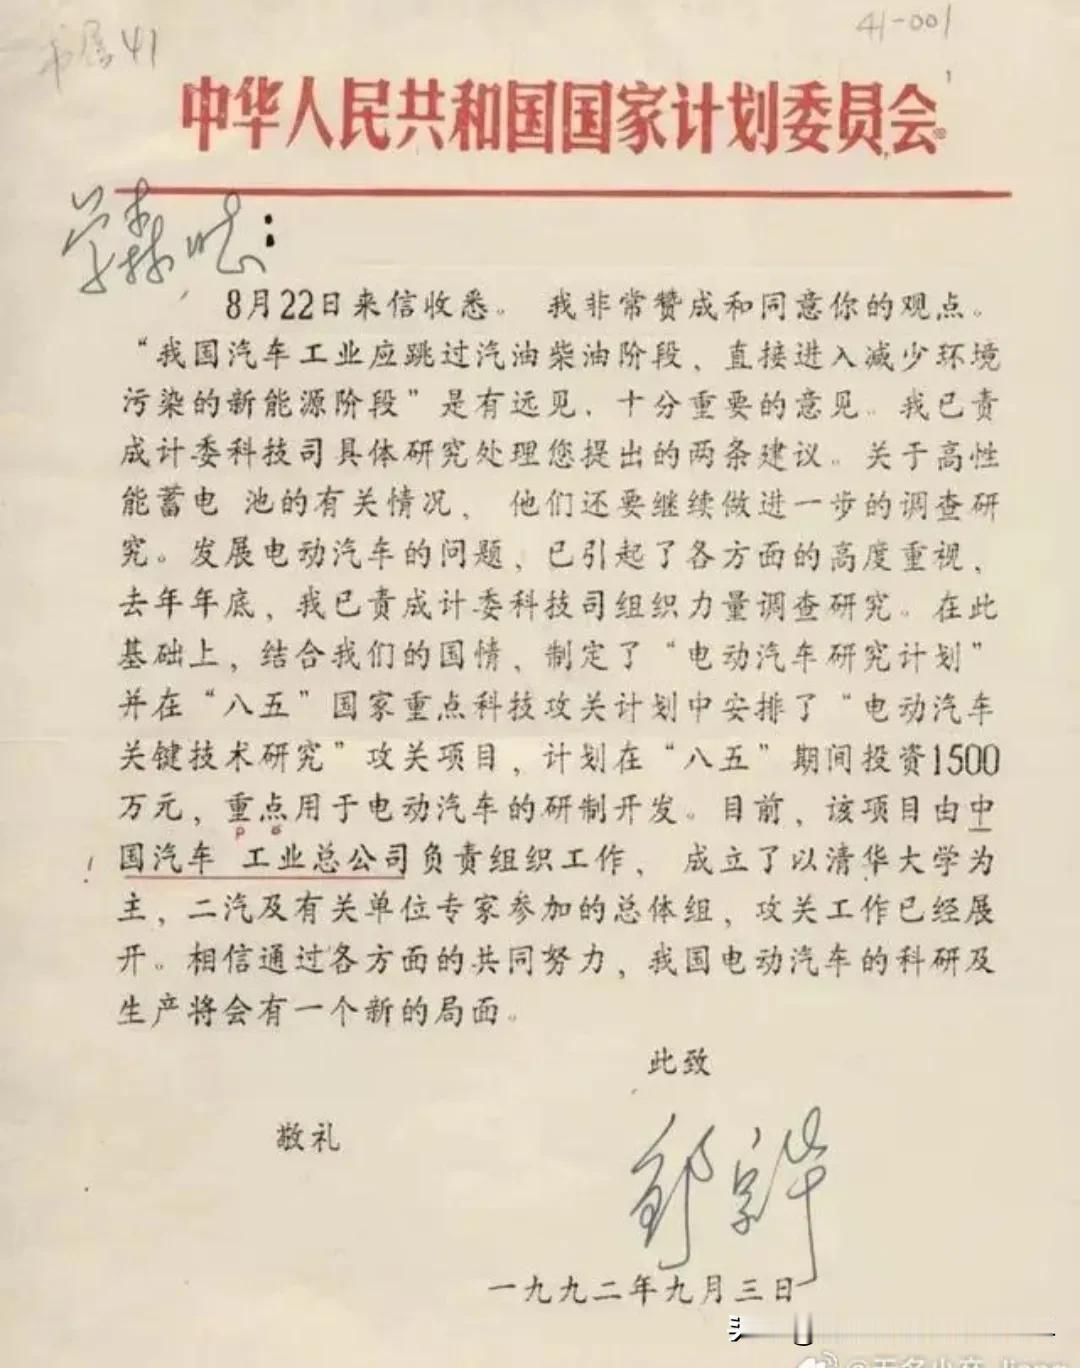 41-001
书屋41
中华人民共和国国家计划委员会
学森同志：
8月22日来信收悉。 我非常赞成和同意你的观点。
“我国汽车工业应跳过汽油柴油阶段，直接进入减少环境
污染的新能源阶段”是有远见、十分重要的意见。我已责
成计委科技司具体研究处理您提出的两条建议。关于高性
能蓄电 池的有关情况， 他们还要继续做进一步的调查研
究。发展电动汽车的问题，已引起了各方面的高度重视，
去年年底，我已责成计委科技司组织力量调查研究。在此
基础上，结合我们的国情，制定了“电动汽车研究计划”
并在“八五”国家重点科技攻关计划中安排了“电动汽车
关键技术研究”攻关项目，计划在“八五”期间投资1500
万元，重点用于电动汽车的研制开发。目前，该项目由中
国汽车 工业总公司负责组织工作， 成立了以清华大学为
主，二汽及有关单位专家参加的总体组，攻关工作已经展
开。相信通过各方面的共同努力，我国电动汽车的科研及
生产将会有一个新的局面。
此致
敬礼
邹家华
一九九二年九月三日